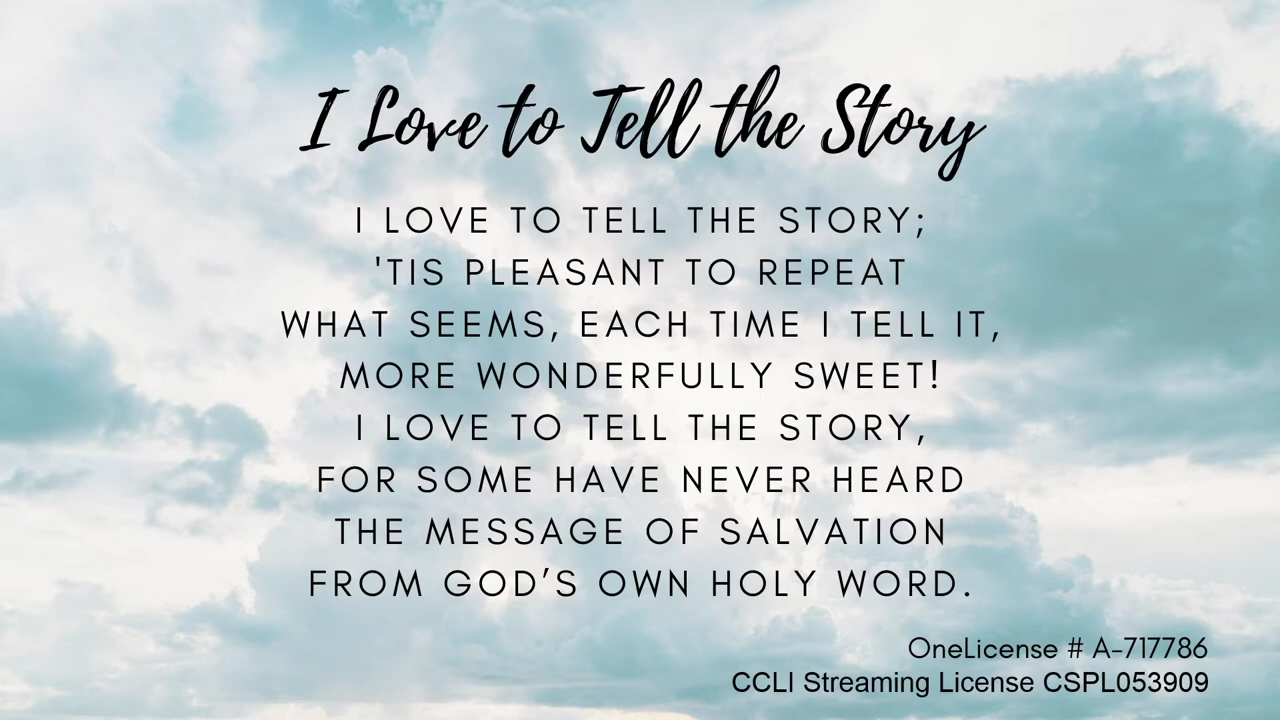 I Love to Tell the Story
I LOVE TO TELL THE STORY;
'TIS PLEASANT TO REPEAT
WHAT SEEMS, EACH TIME I TELL IT,
MORE WONDERFULLY SWEET!
I LOVE TO TELL THE STORY,
FOR SOME HAVE NEVER HEARD
THE MESSAGE OF SALVATION
FROM GOD’S OWN HOLY WORD.
OneLicense # A-717786
CCLI Streaming License CSPL053909